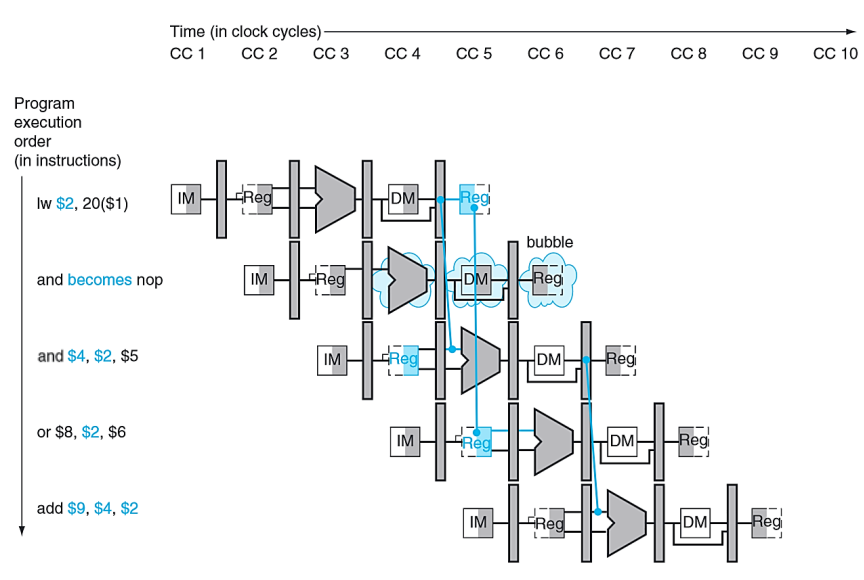 Time (in clock cycles)
CC 1 CC 2 CC 3 CC 4 CC 5 CC 6 CC 7 CC 8 CC 9 CC 10
Program
execution
order
(in instructions)
lw $2, 20($1)
IM Reg DM Reg
bubble
and becomes nop
IM Reg DM Reg
and $4, $2, $5
IM Reg DM Reg
or $8, $2, $6
IM Reg DM Reg
add $9, $4, $2
IM Reg DM Reg